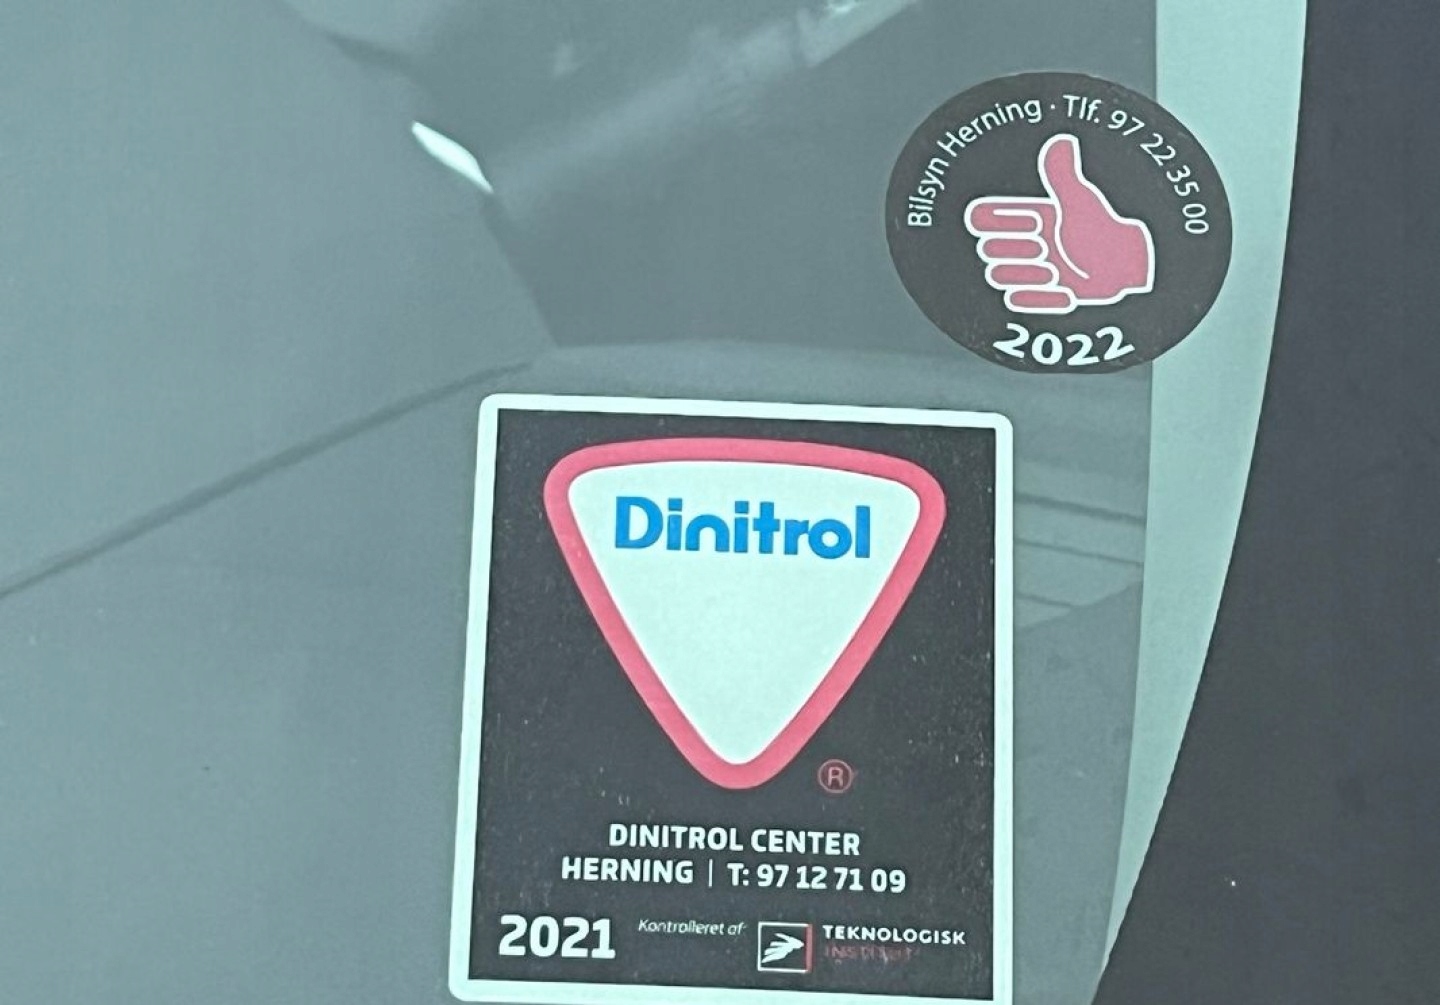 Bilsyn Herning · Tlf. 97 22 35 00
2022
Dinitrol
®
DINITROL CENTER
HERNING | T: 97 12 71 09
2021 Kontrolleret af TEKNOLOGISK
INSTITUT